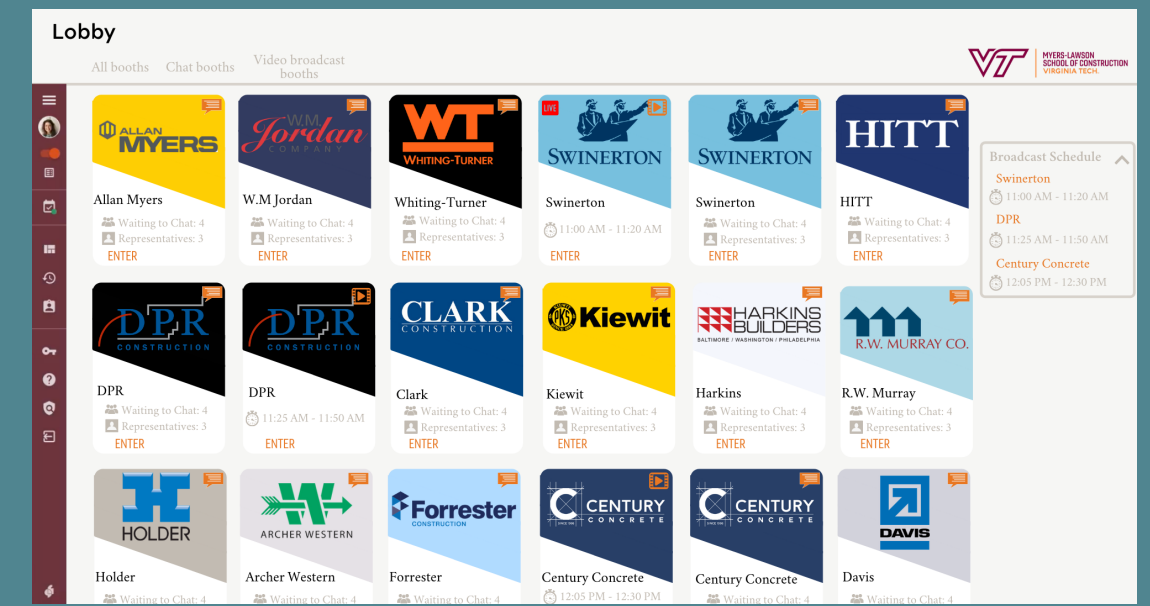 Lobby
All booths
Chat booths
Video broadcast
booths
VT
MYERS-LAWSON
SCHOOL OF CONSTRUCTION
VIRGINIA TECH.
ALLAN
MYERS
Allan Myers
Waiting to Chat: 4
Representatives: 3
ENTER
W.M.
Jordan
COMPANY
W.M Jordan
Waiting to Chat: 4
Representatives: 3
ENTER
WT
WHITING-TURNER
Whiting-Turner
Waiting to Chat: 4
Representatives: 3
ENTER
LIVE
SWINERTON
Swinerton
11:00 AM - 11:20 AM
ENTER
SWINERTON
Swinerton
Waiting to Chat: 4
Representatives: 3
ENTER
HITT
HITT
Waiting to Chat: 4
Representatives: 3
ENTER
Broadcast Schedule
Swinerton
11:00 AM - 11:20 AM
DPR
11:25 AM - 11:50 AM
Century Concrete
12:05 PM - 12:30 PM
DPR
CONSTRUCTION
DPR
Waiting to Chat: 4
Representatives: 3
ENTER
DPR
CONSTRUCTION
DPR
11:25 AM - 11:50 AM
ENTER
CLARK
CONSTRUCTION
Clark
Waiting to Chat: 4
Representatives: 3
ENTER
PKS
Kiewit
Kiewit
Waiting to Chat: 4
Representatives: 3
ENTER
HARKINS
BUILDERS
BALTIMORE / WASHINGTON / PHILADELPHIA
Harkins
Waiting to Chat: 4
Representatives: 3
ENTER
R.W. MURRAY CO.
R.W. Murray
Waiting to Chat: 4
Representatives: 3
ENTER
HOLDER
Holder
Waiting to Chat: 4
ARCHER WESTERN
Archer Western
Waiting to Chat: 4
Forrester
CONSTRUCTION
Forrester
Waiting to Chat: 4
CENTURY
CONCRETE
Century Concrete
12:05 PM - 12:30 PM
CENTURY
CONCRETE
Century Concrete
Waiting to Chat: 4
DAVIS
Davis
Waiting to Chat: 4